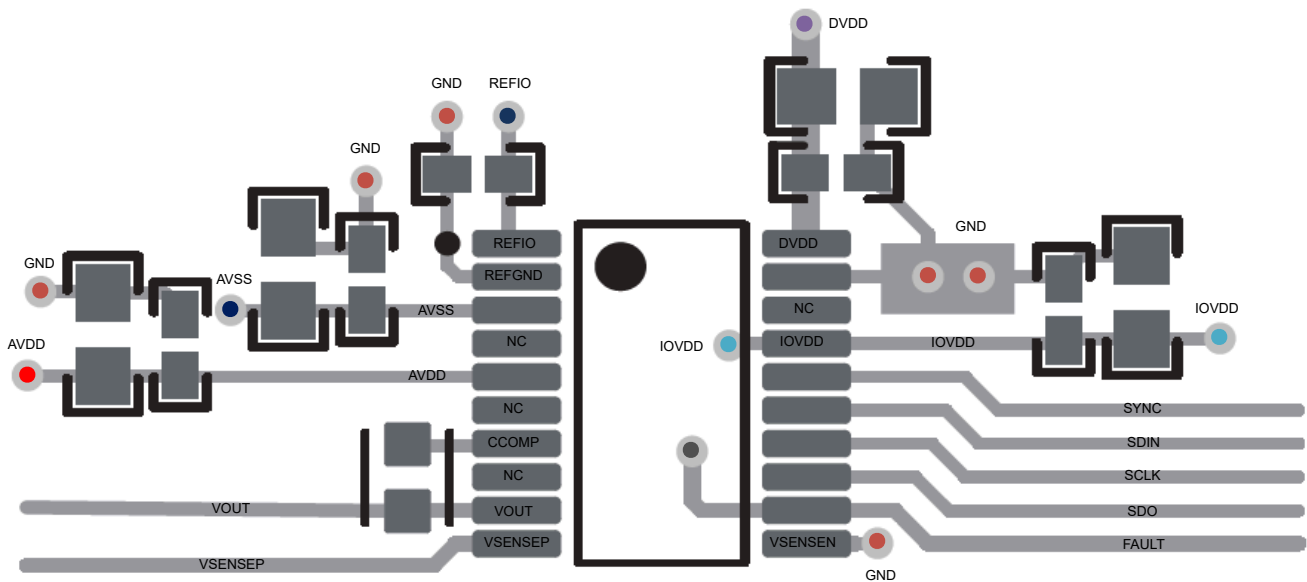 DVDD
GND REFIO
GND
DVDD
REFIO
GND
REFGND
GND
AVSS
AVSS
NC
IOVDD
AVDD
NC
IOVDD
IOVDD
IOVDD
AVDD
NC
SYNC
CCOMP
SDIN
NC
SCLK
VOUT
VOUT
SDO
VSENSEP
VSENSEN
FAULT
VSENSEP
GND